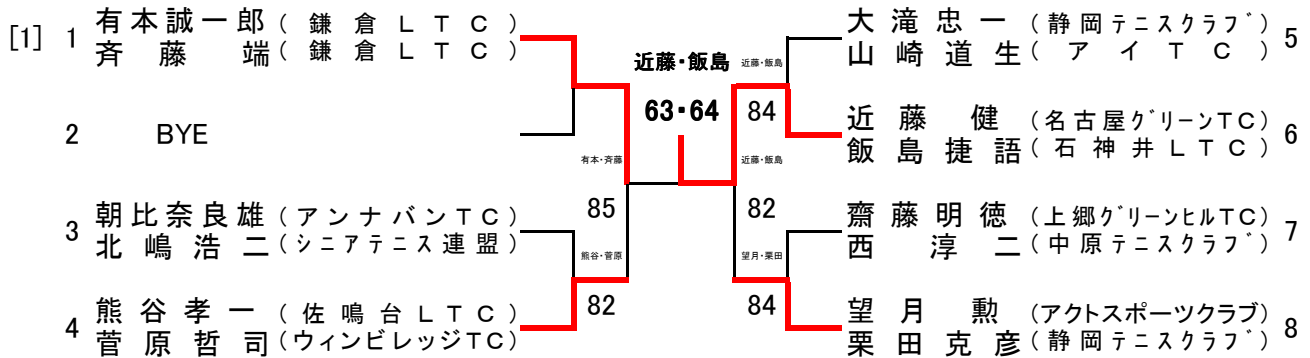 [1] 1 有本誠一郎 (鎌倉LTC)
斉藤端 (鎌倉LTC)
2 BYE
3 朝比奈良雄 (アンナバンTC)
北嶋浩二 (シニアテニス連盟)
4 熊谷孝一 (佐鳴台LTC)
菅原哲司 (ウィンビレッジTC)
有本・斉藤
85
熊谷・菅原
82
近藤・飯島
63・64
近藤・飯島
84
近藤・飯島
82
望月・栗田
84
大滝忠一 (静岡テニスクラブ) 5
山崎道生 (アイTC)
近藤健 (名古屋グリーンTC) 6
飯島捷語 (石神井LTC)
齋藤明徳 (上郷グリーンヒルTC) 7
西淳二 (中原テニスクラブ)
望月勲 (アクトスポーツクラブ) 8
栗田克彦 (静岡テニスクラブ)